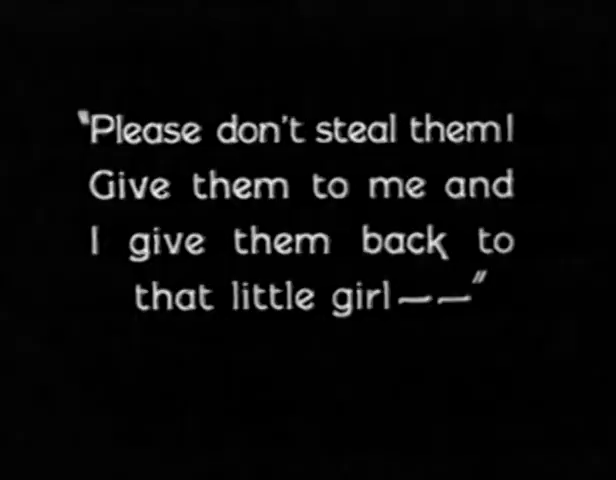 "Please don't steal them!
Give them to me and
I give them back to
that little girl——"